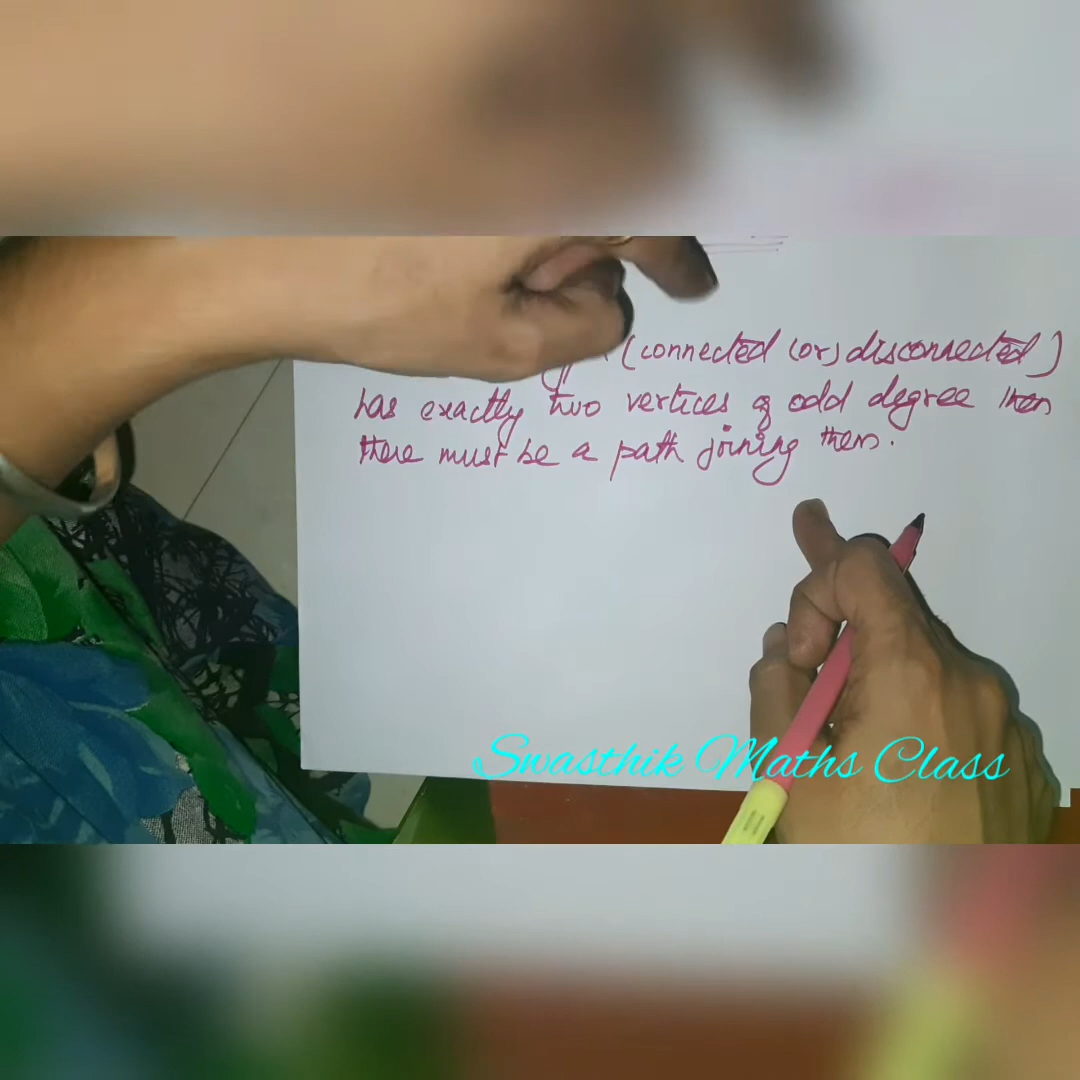 (connected (or) disconnected)
has exactly two vertices of odd degree then
there must be a path joining them.
Swasthik Maths Class